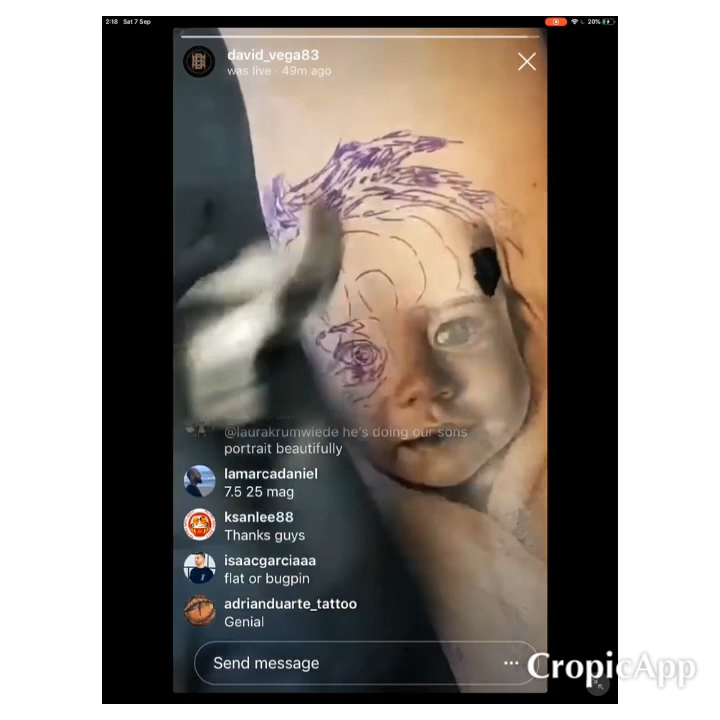 2:18 Sat 7 Sep
20%
david_vega83
was live · 49m ago
@laurakrumwiede he's doing our sons
portrait beautifully
lamarcadaniel
7.5 25 mag
ksanlee88
Thanks guys
isaacgarciaaa
flat or bugpin
adrianduarte_tattoo
Genial
Send message
CropicApp